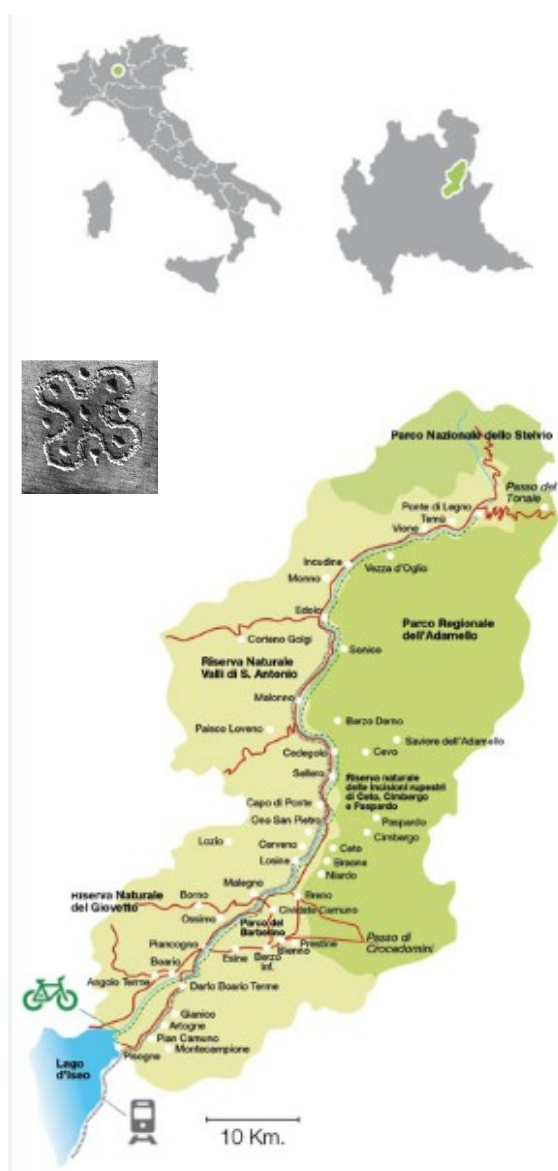 Parco Nazionale dello Stelvio
Passo del
Tonale
Ponte di Legno
Temù
Vione
Incudine
Vezza d'Oglio
Monno
Edolo
Parco Regionale
dell'Adamello
Corteno Golgi
Sonico
Riserva Naturale
Valli di S. Antonio
Malonno
Berzo Demo
Paisco Loveno
Saviore dell'Adamello
Cedegolo
Cevo
Sellero
Riserva naturale
delle incisioni rupestri
di Ceto, Cimbergo
e Paspardo
Capo di Ponte
Ono San Pietro
Paspardo
Cimbergo
Lozio
Cerveno
Ceto
Losine
Braone
Niardo
Malegno
Riserva Naturale
del Giovetto
Borno
Breno
Ossimo
Cividate Camuno
Parco del
Barberino
Piancogno
Prestine
Passo di
Crocedomini
Bienno
Esine
Berzo
Inf.
Boario
Angolo Terme
Darfo Boario Terme
Gianico
Artogne
Pian Camuno
Montecampione
Pisogne
Lago
d'Iseo
10 Km.